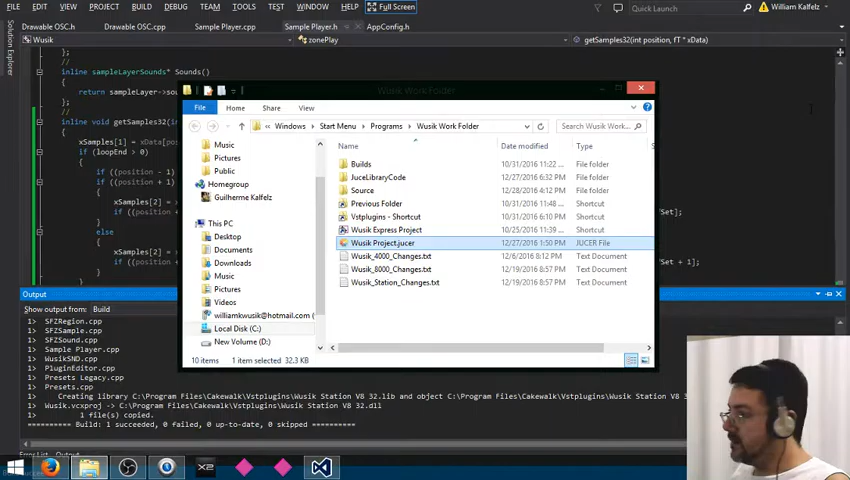 FILE EDIT VIEW PROJECT BUILD DEBUG TEAM Full Screen WINDOW HELP Quick Launch William Kalfelz
Drawable OSC.h Drawable OSC.cpp Sample Player.cpp Sample Player.h AppConfig.h
Wusik zonePlay getSamples32(int position, fT * xData)
Solution Explorer
};
//
inline sampleLayerSounds* Sounds()
{
return sampleLayer->sou
};
//
inline void getSamples32(i
{
xSamples[1] = xData[p
if (loopEnd > 0)
{
if ((position - 1)
if ((position + 1)
{
xSamples[2] = x
if ((position + Set];
}
else
{
xSamples[2] = x
if ((position + Set + 1];
}
Wusik Work Folder
File Home Share View
Windows Start Menu Programs Wusik Work Folder Search Wusik Work Fo...
Music
Pictures
Public
Homegroup
Guilherme Kalfelz
This PC
Desktop
Documents
Downloads
Music
Pictures
Videos
williamkwusik@hotmail.com (
Local Disk (C:)
New Volume (D:)
Name Date modified Type
Builds 10/31/2016 11:22 ... File folder
JuceLibraryCode 12/27/2016 6:32 PM File folder
Source 12/28/2016 4:12 PM File folder
Previous Folder 10/31/2016 11:48 ... Shortcut
Vstplugins - Shortcut 10/31/2016 6:10 PM Shortcut
Wusik Express Project 10/25/2016 11:39 ... Shortcut
Wusik Project.jucer 12/27/2016 1:50 PM JUCER File
Wusik_4000_Changes.txt 12/6/2016 8:12 PM Text Document
Wusik_8000_Changes.txt 12/19/2016 8:57 PM Text Document
Wusik_Station_Changes.txt 12/19/2016 8:57 PM Text Document
10 items 1 item selected 32.3 KB
Output
Show output from: Build
1> SFZRegion.cpp
1> SFZSample.cpp
1> SFZSound.cpp
1> Sample Player.cpp
1> WusikSND.cpp
1> PluginEditor.cpp
1> Presets Legacy.cpp
1> Presets.cpp
1> Creating library C:\Program Files\Cakewalk\Vstplugins\Wusik Station V8 32.lib and object C:\Program Files\Cakewalk\Vstplugins\Wusik Station V8 3
1> Wusik.vcxproj -> C:\Program Files\Cakewalk\Vstplugins\Wusik Station V8 32.dll
1> 1 file(s) copied.
========== Build: 1 succeeded, 0 failed, 0 up-to-date, 0 skipped ==========
Error List Output
X2